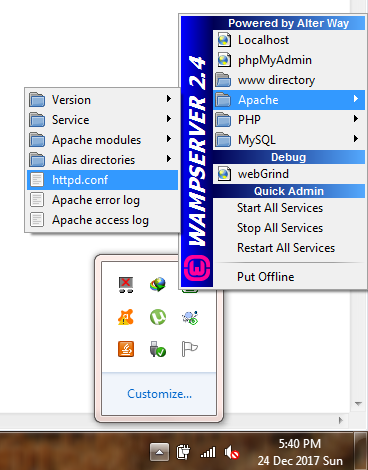 Powered by Alter Way
Localhost
phpMyAdmin
www directory
Apache
PHP
MySQL
Debug
webGrind
Quick Admin
Start All Services
Stop All Services
Restart All Services
Put Offline
WAMPSERVER 2.4
Version
Service
Apache modules
Alias directories
httpd.conf
Apache error log
Apache access log
Customize...
5:40 PM
24 Dec 2017 Sun